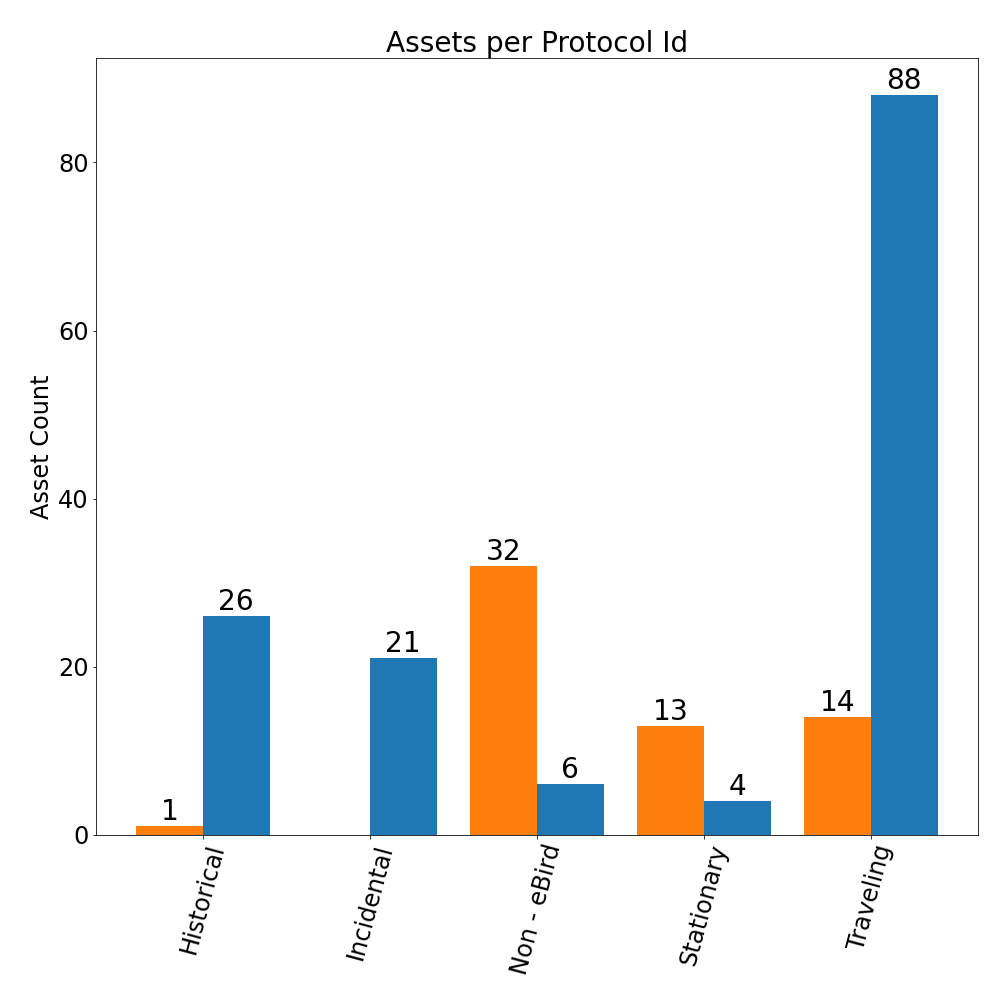 Assets per Protocol Id
Asset Count
80
60
40
20
0
1
26
21
32
6
13
4
14
88
Historical
Incidental
Non - eBird
Stationary
Traveling